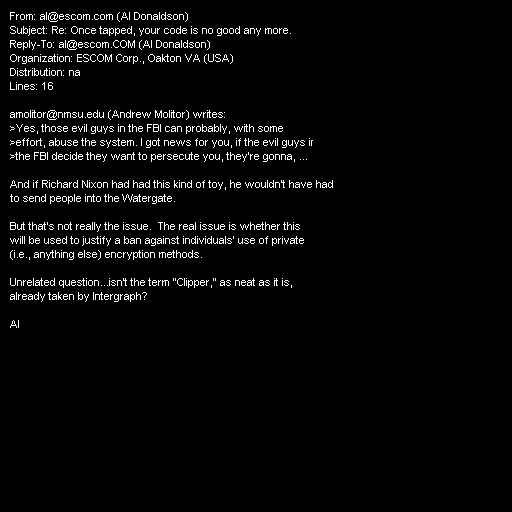 From: al@escom.com (Al Donaldson)
Subject: Re: Once tapped, your code is no good any more.
Reply-To: al@escom.COM (Al Donaldson)
Organization: ESCOM Corp., Oakton VA (USA)
Distribution: na
Lines: 16

amolitor@nmsu.edu (Andrew Molitor) writes:
>Yes, those evil guys in the FBI can probably, with some
>effort, abuse the system. I got news for you, if the evil guys in
>the FBI decide they want to persecute you, they're gonna, ...

And if Richard Nixon had had this kind of toy, he wouldn't have had
to send people into the Watergate.

But that's not really the issue.  The real issue is whether this
will be used to justify a ban against individuals' use of private
(i.e., anything else) encryption methods.

Unrelated question...isn't the term "Clipper," as neat as it is,
already taken by Intergraph?

Al